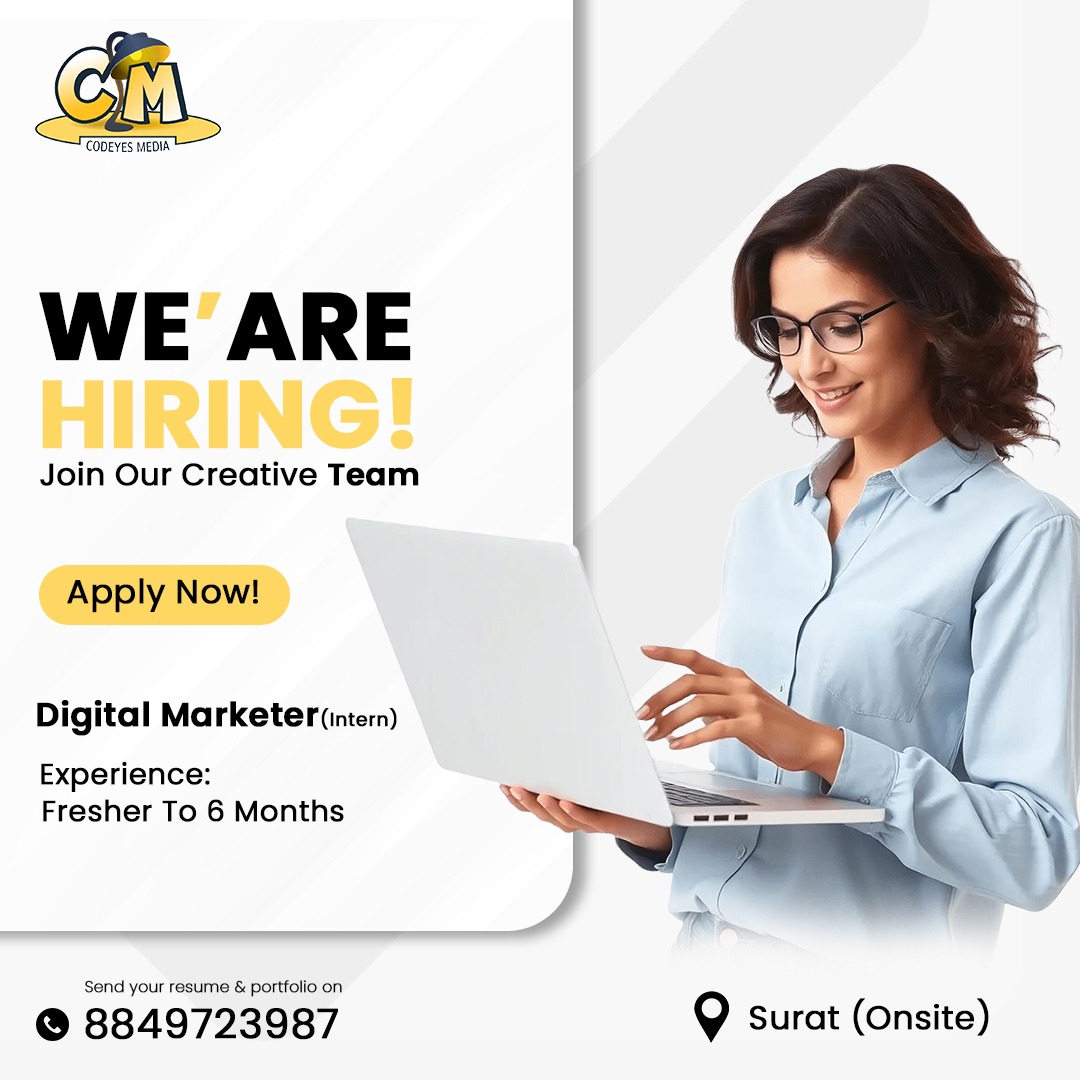 CM
CODEYES MEDIA
WE’ARE
HIRING!
Join Our Creative Team
Apply Now!
Digital Marketer(Intern)
Experience:
Fresher To 6 Months
Send your resume & portfolio on
8849723987
Surat (Onsite)